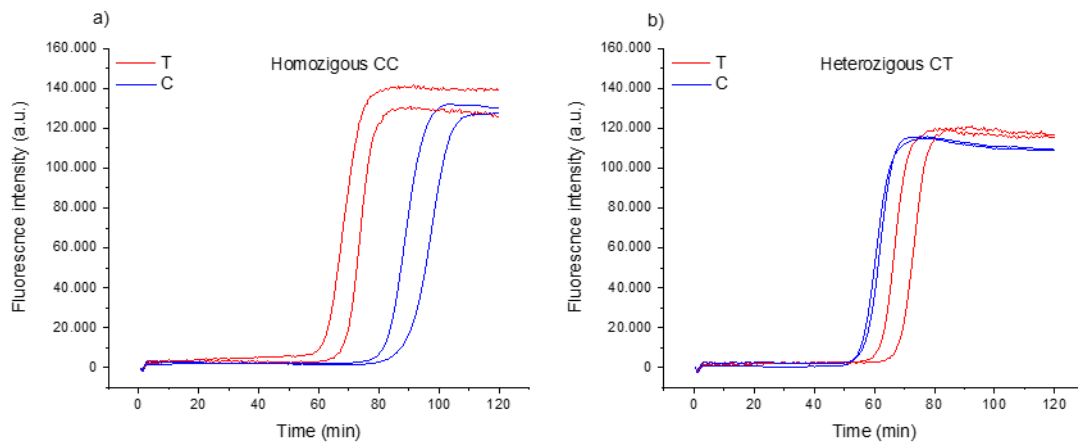 a)
160.000
140.000
120.000
100.000
80.000
60.000
40.000
20.000
0
Fluorescnce intensity (a.u.)
T
C
Homozigous CC
0 20 40 60 80 100 120
Time (min)
b)
160.000
140.000
120.000
100.000
80.000
60.000
40.000
20.000
0
Fluorescnce intensity (a.u.)
T
C
Heterozigous CT
0 20 40 60 80 100 120
Time (min)